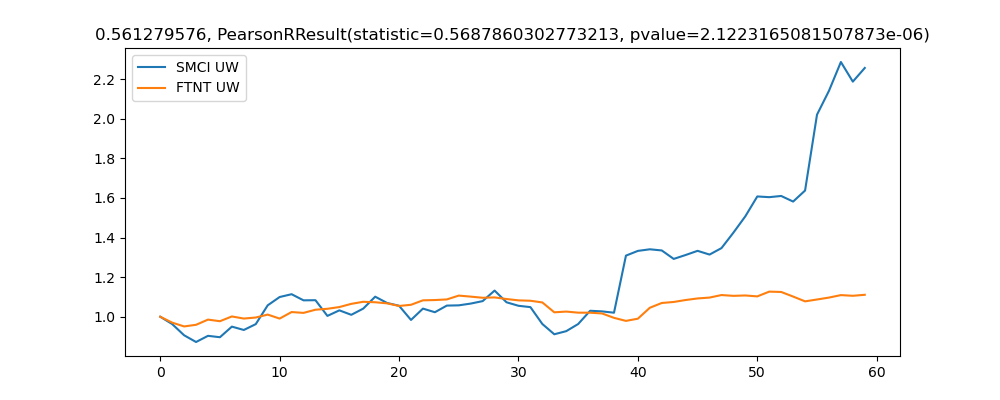 0.561279576, PearsonRResult(statistic=0.5687860302773213, pvalue=2.1223165081507873e-06)
SMCI UW
FTNT UW
2.2
2.0
1.8
1.6
1.4
1.2
1.0
0 10 20 30 40 50 60